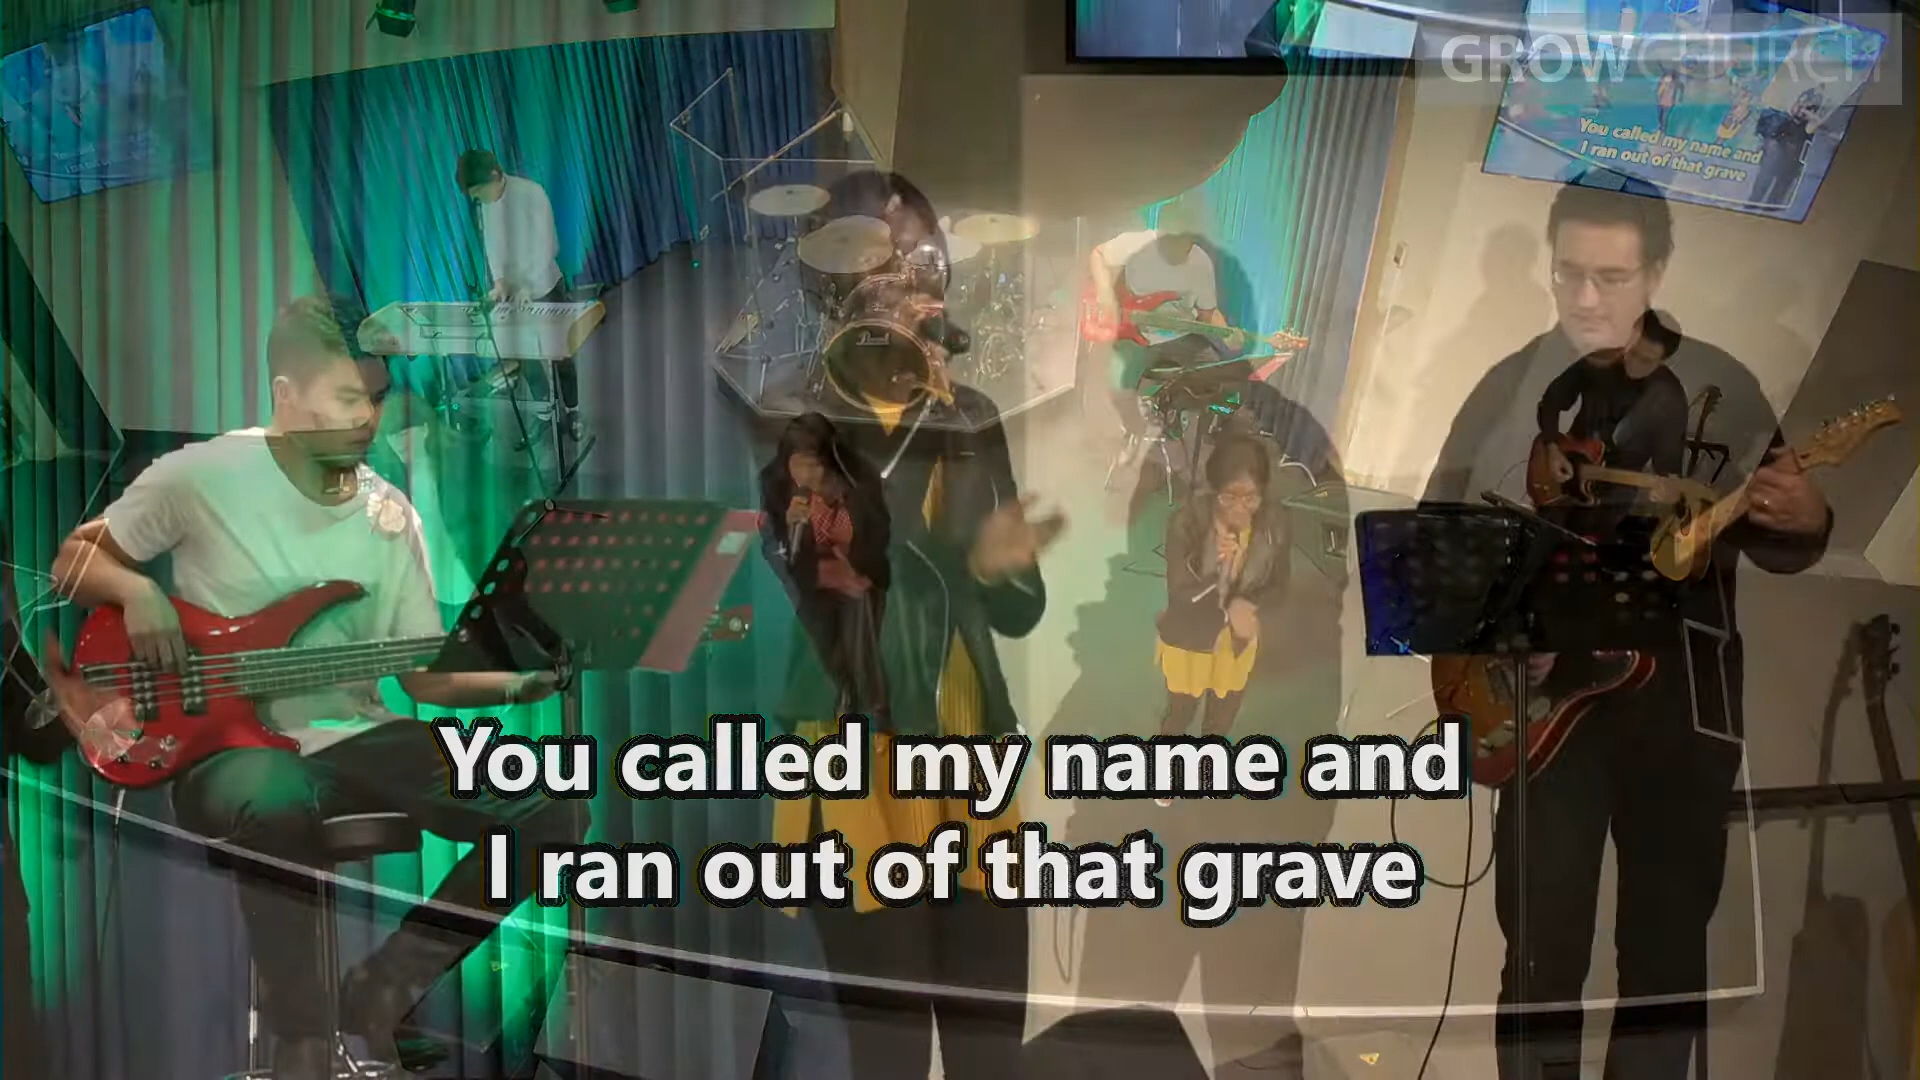 GROWCHURCH
You called my name and
I ran out of that grave
You called my name and
I ran out of that grave
Pearl